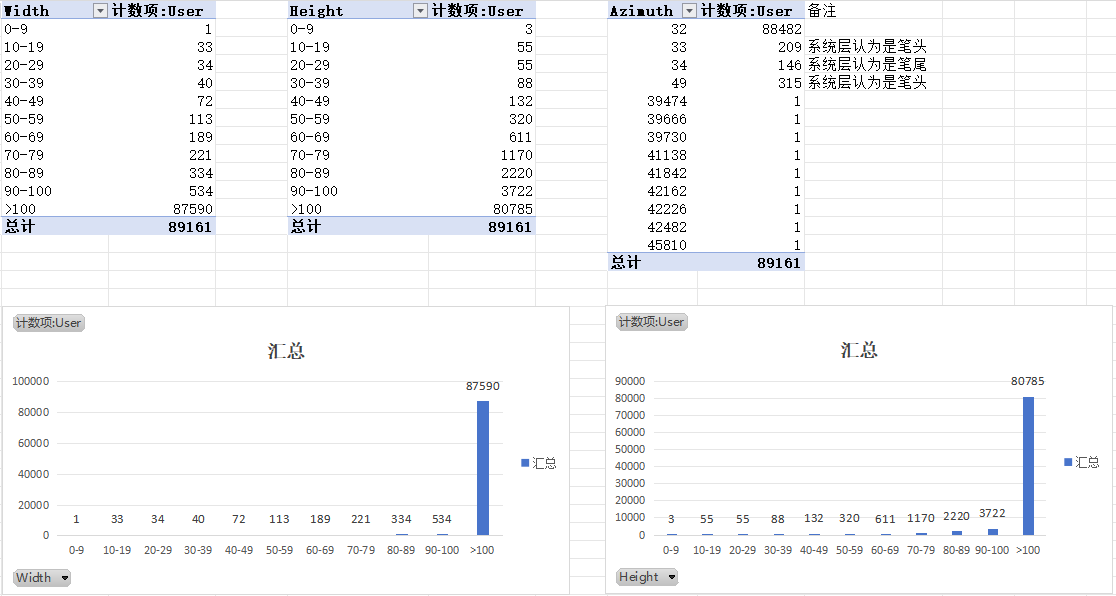 Width 计数项:User
0-9 1
10-19 33
20-29 34
30-39 40
40-49 72
50-59 113
60-69 189
70-79 221
80-89 334
90-100 534
>100 87590
总计 89161
Height 计数项:User
0-9 3
10-19 55
20-29 55
30-39 88
40-49 132
50-59 320
60-69 611
70-79 1170
80-89 2220
90-100 3722
>100 80785
总计 89161
Azimuth 计数项:User 备注
32 88482
33 209 系统层认为是笔头
34 146 系统层认为是笔尾
49 315 系统层认为是笔头
39474 1
39666 1
39730 1
41138 1
41842 1
42162 1
42226 1
42482 1
45810 1
总计 89161
计数项:User
汇总
100000
80000
60000
40000
20000
0
1 33 34 40 72 113 189 221 334 534 87590
0-9 10-19 20-29 30-39 40-49 50-59 60-69 70-79 80-89 90-100 >100
汇总
Width
计数项:User
汇总
90000
80000
70000
60000
50000
40000
30000
20000
10000
0
3 55 55 88 132 320 611 1170 2220 3722 80785
0-9 10-19 20-29 30-39 40-49 50-59 60-69 70-79 80-89 90-100 >100
汇总
Height